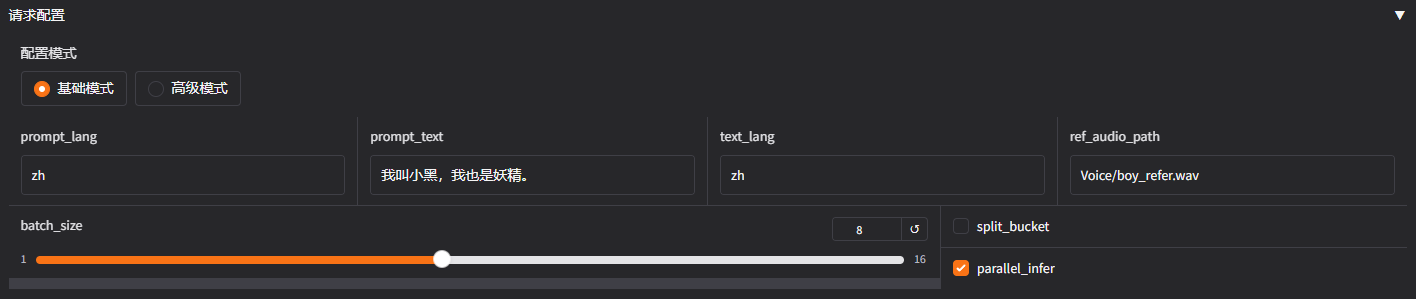 请求配置
▼
配置模式
基础模式 高级模式
prompt_lang prompt_text text_lang ref_audio_path
zh 我叫小黑，我也是妖精。 zh Voice/boy_refer.wav
batch_size 8 ↺ split_bucket
1 16 parallel_infer